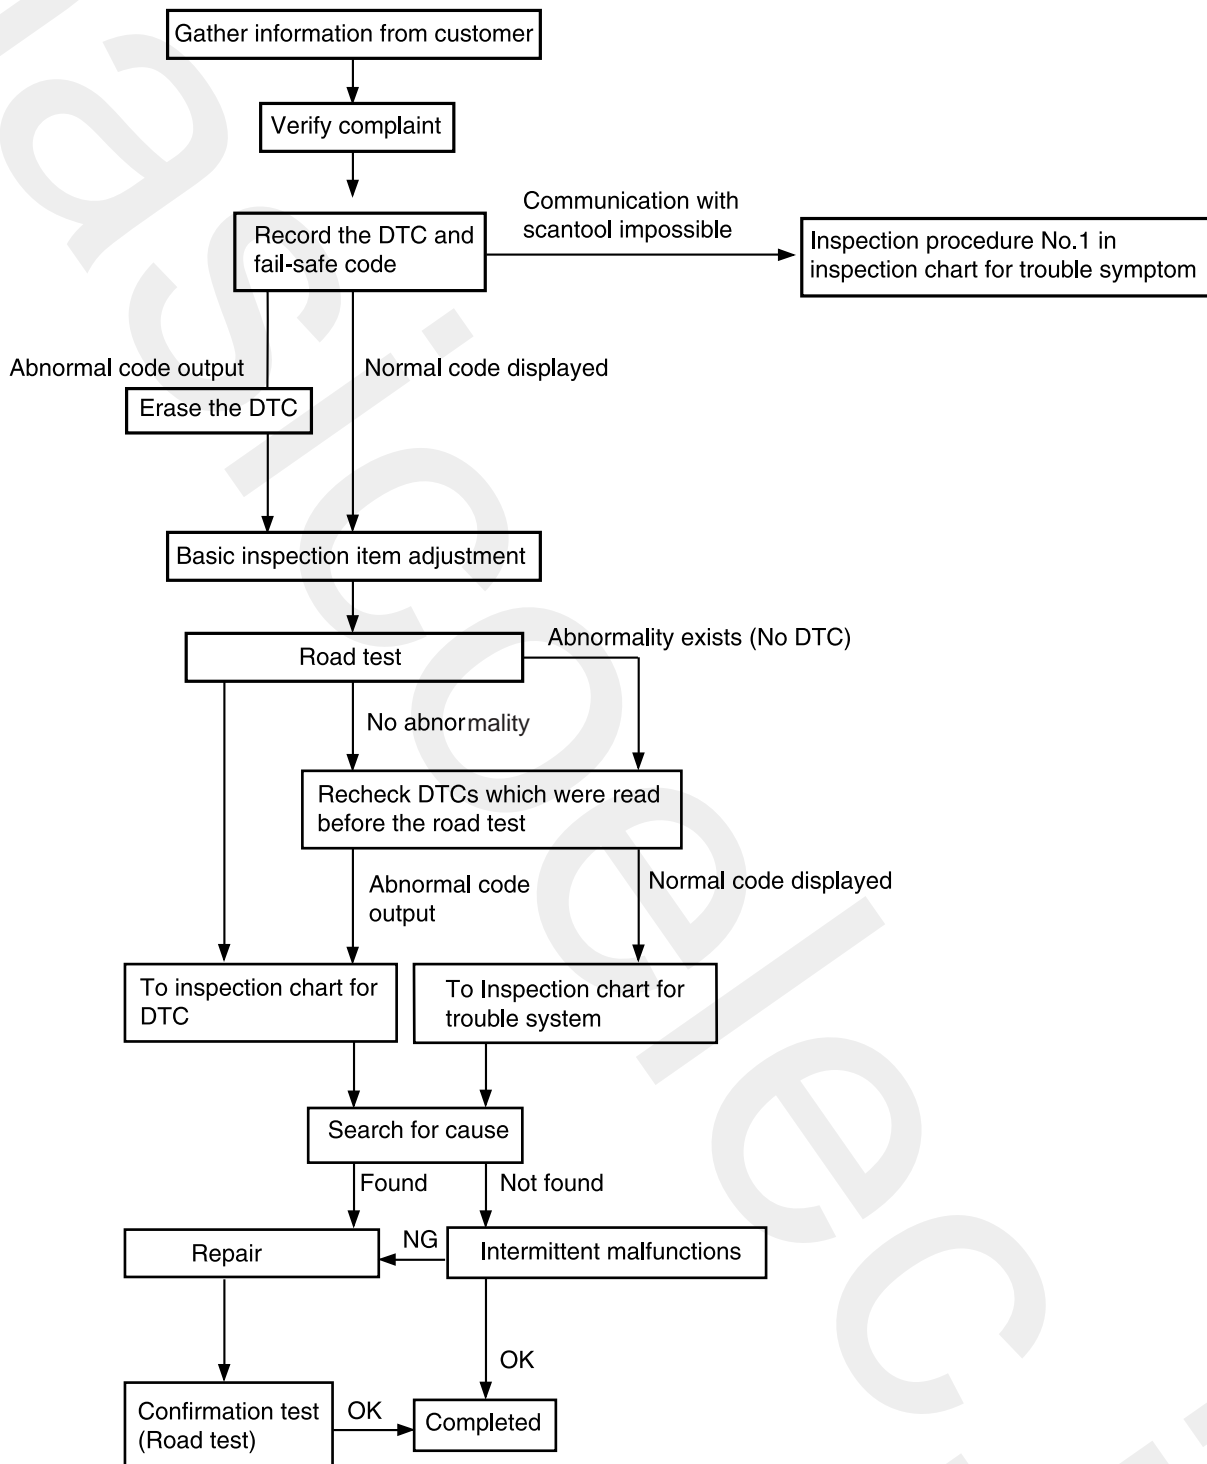 Gather information from customer
Verify complaint
Communication with
scantool impossible
Record the DTC and
fail-safe code
Inspection procedure No.1 in
inspection chart for trouble symptom
Abnormal code output
Normal code displayed
Erase the DTC
Basic inspection item adjustment
Abnormality exists (No DTC)
Road test
No abnormality
Recheck DTCs which were read
before the road test
Abnormal code
output
Normal code displayed
To inspection chart for
DTC
To Inspection chart for
trouble system
Search for cause
Found
Not found
Repair
NG
Intermittent malfunctions
OK
Confirmation test
(Road test)
OK
Completed